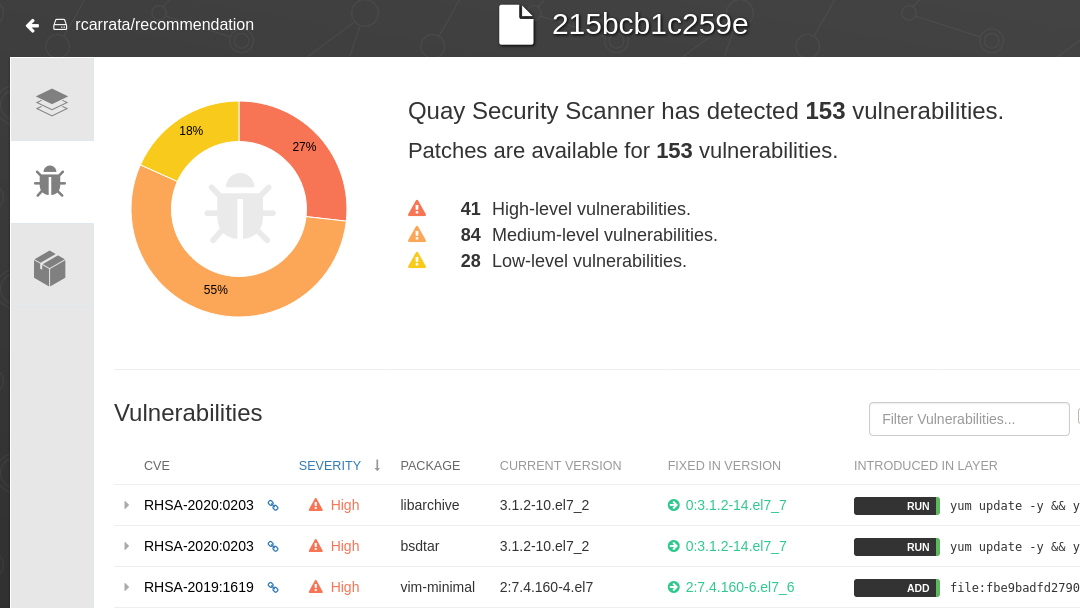 rcarrata/recommendation
215bcb1c259e
18%
27%
55%
Quay Security Scanner has detected 153 vulnerabilities.
Patches are available for 153 vulnerabilities.
41 High-level vulnerabilities.
84 Medium-level vulnerabilities.
28 Low-level vulnerabilities.
Vulnerabilities
Filter Vulnerabilities...
CVE SEVERITY PACKAGE CURRENT VERSION FIXED IN VERSION INTRODUCED IN LAYER
RHSA-2020:0203 High libarchive 3.1.2-10.el7_2 0:3.1.2-14.el7_7 RUN yum update -y && y
RHSA-2020:0203 High bsdtar 3.1.2-10.el7_2 0:3.1.2-14.el7_7 RUN yum update -y && y
RHSA-2019:1619 High vim-minimal 2:7.4.160-4.el7 2:7.4.160-6.el7_6 ADD file:fbe9badfd2790